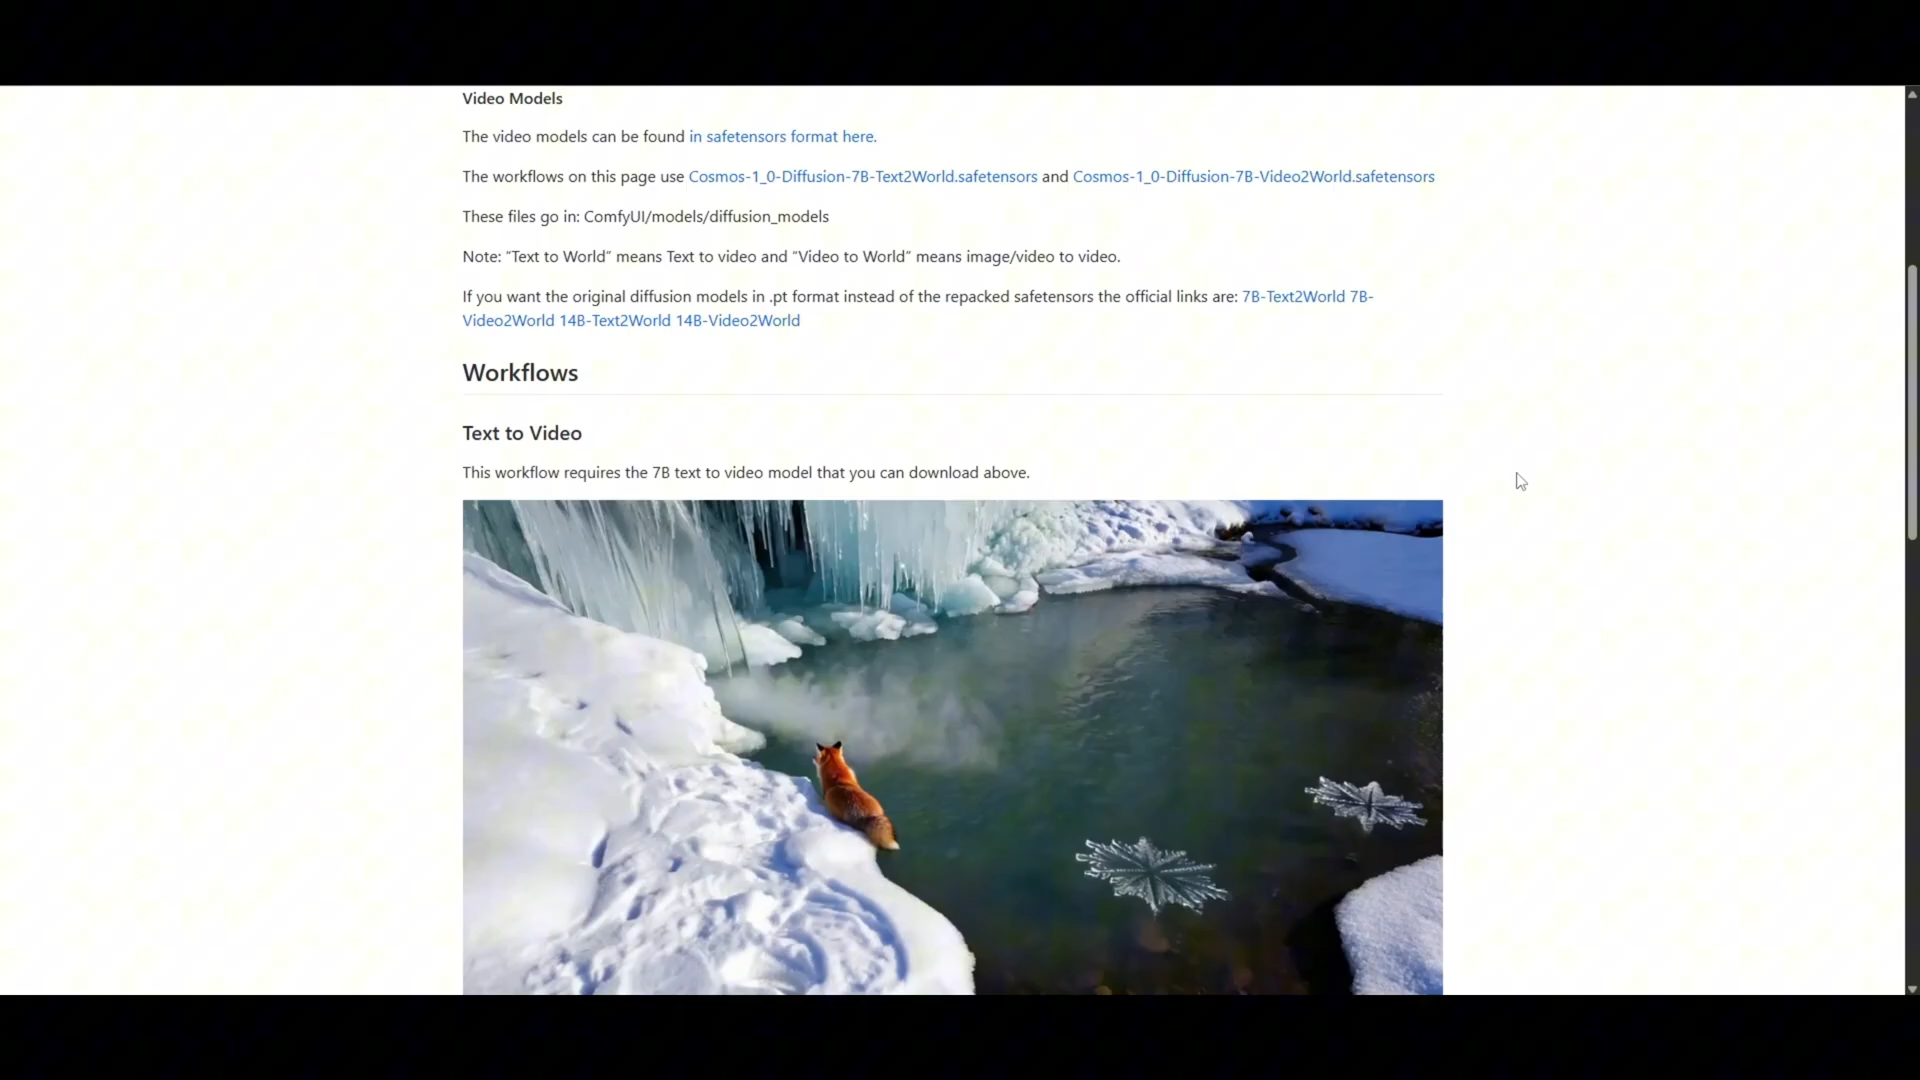 Video Models
The video models can be found in safetensors format here.
The workflows on this page use Cosmos-1_0-Diffusion-7B-Text2World.safetensors and Cosmos-1_0-Diffusion-7B-Video2World.safetensors
These files go in: ComfyUI/models/diffusion_models
Note: “Text to World” means Text to video and “Video to World” means image/video to video.
If you want the original diffusion models in .pt format instead of the repacked safetensors the official links are: 7B-Text2World 7B-
Video2World 14B-Text2World 14B-Video2World
Workflows
Text to Video
This workflow requires the 7B text to video model that you can download above.